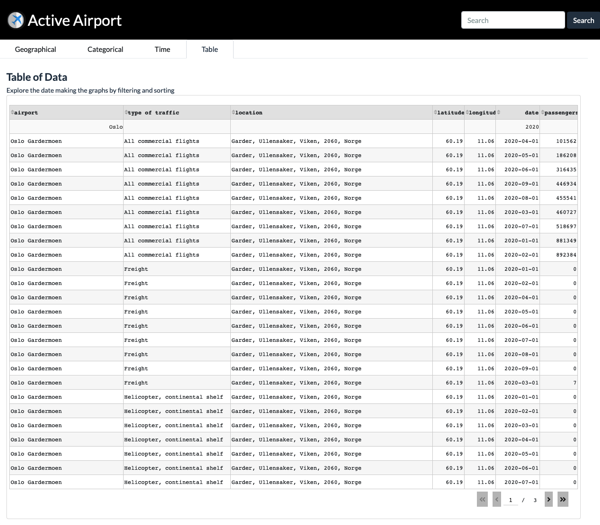 Active Airport
Search Search
Geographical Categorical Time Table
Table of Data
Explore the date making the graphs by filtering and sorting
airport type of traffic location latitude longitud date passengers
Oslo 2020
Oslo Gardermoen All commercial flights Garder, Ullensaker, Viken, 2060, Norge 60.19 11.06 2020-04-01 101562
Oslo Gardermoen All commercial flights Garder, Ullensaker, Viken, 2060, Norge 60.19 11.06 2020-05-01 186208
Oslo Gardermoen All commercial flights Garder, Ullensaker, Viken, 2060, Norge 60.19 11.06 2020-06-01 316435
Oslo Gardermoen All commercial flights Garder, Ullensaker, Viken, 2060, Norge 60.19 11.06 2020-09-01 446934
Oslo Gardermoen All commercial flights Garder, Ullensaker, Viken, 2060, Norge 60.19 11.06 2020-08-01 455541
Oslo Gardermoen All commercial flights Garder, Ullensaker, Viken, 2060, Norge 60.19 11.06 2020-03-01 460727
Oslo Gardermoen All commercial flights Garder, Ullensaker, Viken, 2060, Norge 60.19 11.06 2020-07-01 518697
Oslo Gardermoen All commercial flights Garder, Ullensaker, Viken, 2060, Norge 60.19 11.06 2020-01-01 881349
Oslo Gardermoen All commercial flights Garder, Ullensaker, Viken, 2060, Norge 60.19 11.06 2020-02-01 892384
Oslo Gardermoen Freight Garder, Ullensaker, Viken, 2060, Norge 60.19 11.06 2020-01-01 0
Oslo Gardermoen Freight Garder, Ullensaker, Viken, 2060, Norge 60.19 11.06 2020-02-01 0
Oslo Gardermoen Freight Garder, Ullensaker, Viken, 2060, Norge 60.19 11.06 2020-04-01 0
Oslo Gardermoen Freight Garder, Ullensaker, Viken, 2060, Norge 60.19 11.06 2020-05-01 0
Oslo Gardermoen Freight Garder, Ullensaker, Viken, 2060, Norge 60.19 11.06 2020-06-01 0
Oslo Gardermoen Freight Garder, Ullensaker, Viken, 2060, Norge 60.19 11.06 2020-07-01 0
Oslo Gardermoen Freight Garder, Ullensaker, Viken, 2060, Norge 60.19 11.06 2020-08-01 0
Oslo Gardermoen Freight Garder, Ullensaker, Viken, 2060, Norge 60.19 11.06 2020-09-01 0
Oslo Gardermoen Freight Garder, Ullensaker, Viken, 2060, Norge 60.19 11.06 2020-03-01 7
Oslo Gardermoen Helicopter, continental shelf Garder, Ullensaker, Viken, 2060, Norge 60.19 11.06 2020-01-01 0
Oslo Gardermoen Helicopter, continental shelf Garder, Ullensaker, Viken, 2060, Norge 60.19 11.06 2020-02-01 0
Oslo Gardermoen Helicopter, continental shelf Garder, Ullensaker, Viken, 2060, Norge 60.19 11.06 2020-03-01 0
Oslo Gardermoen Helicopter, continental shelf Garder, Ullensaker, Viken, 2060, Norge 60.19 11.06 2020-04-01 0
Oslo Gardermoen Helicopter, continental shelf Garder, Ullensaker, Viken, 2060, Norge 60.19 11.06 2020-05-01 0
Oslo Gardermoen Helicopter, continental shelf Garder, Ullensaker, Viken, 2060, Norge 60.19 11.06 2020-06-01 0
Oslo Gardermoen Helicopter, continental shelf Garder, Ullensaker, Viken, 2060, Norge 60.19 11.06 2020-07-01 0
1 / 3